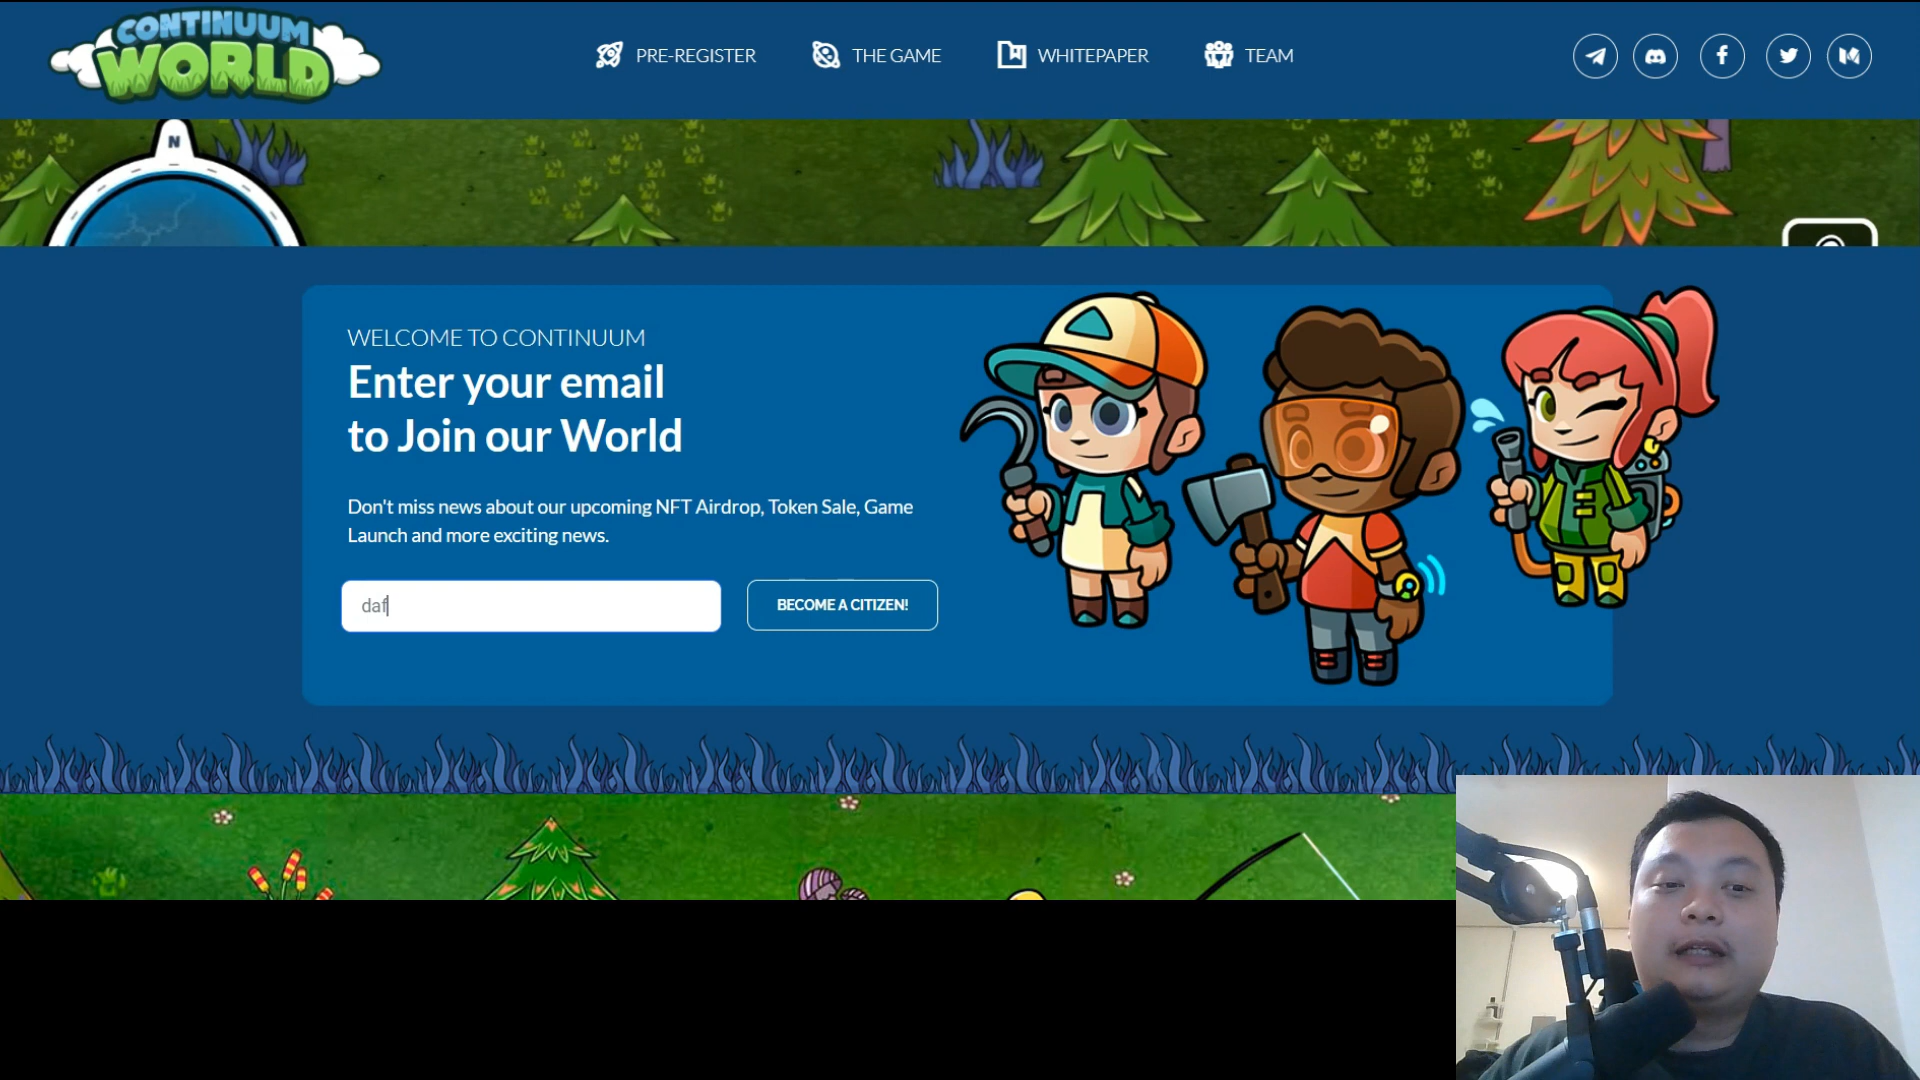 CONTINUUM
WORLD
PRE-REGISTER
THE GAME
WHITEPAPER
TEAM
N
WELCOME TO CONTINUUM
Enter your email
to Join our World
Don't miss news about our upcoming NFT Airdrop, Token Sale, Game
Launch and more exciting news.
daf
BECOME A CITIZEN!